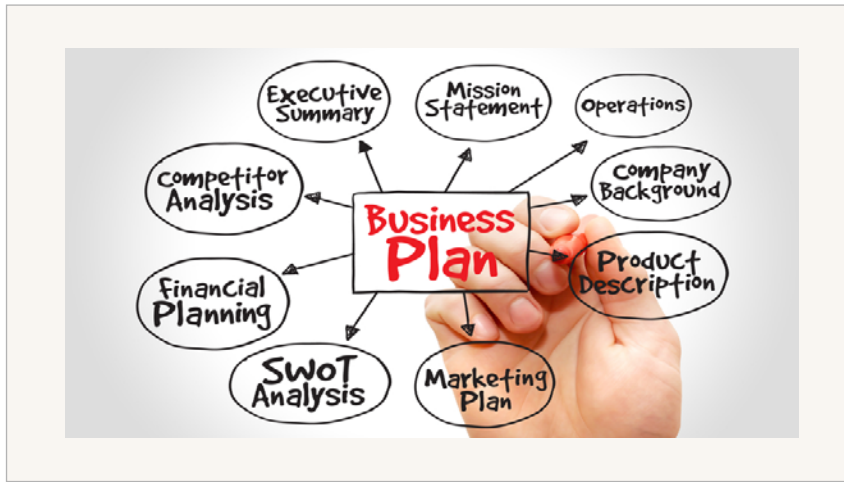 Executive
Summary
Mission
Statement
Operations
Competitor
Analysis
Company
Background
Business
Plan
Product
Description
Financial
Planning
SWOT
Analysis
Marketing
Plan